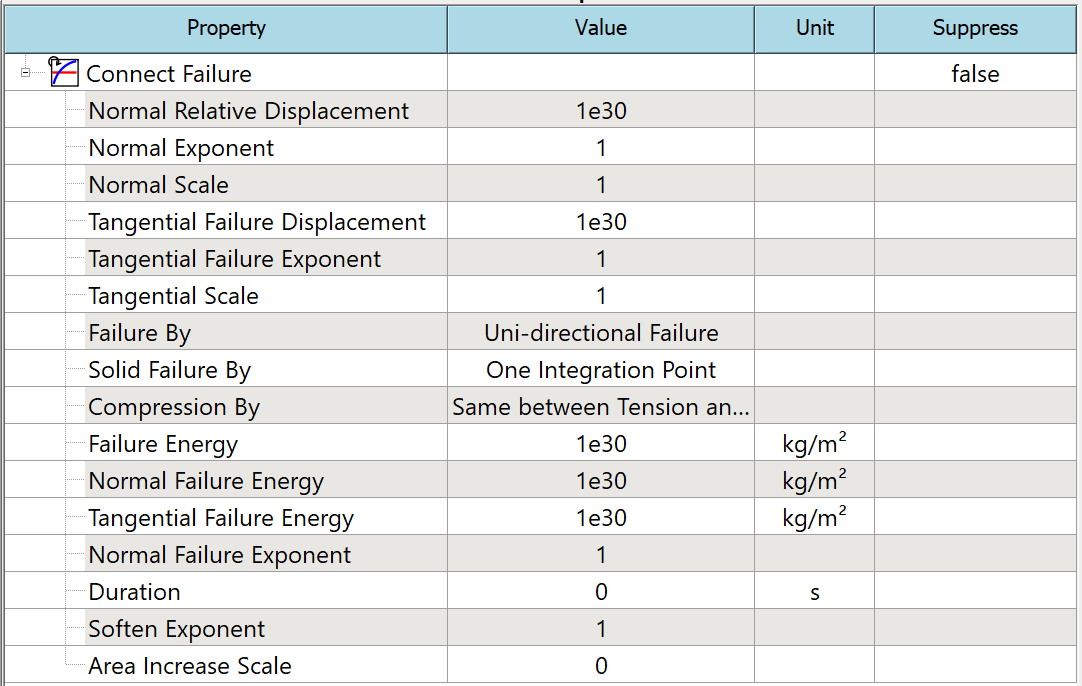 Property Value Unit Suppress
Connect Failure false
Normal Relative Displacement 1e30
Normal Exponent 1
Normal Scale 1
Tangential Failure Displacement 1e30
Tangential Failure Exponent 1
Tangential Scale 1
Failure By Uni-directional Failure
Solid Failure By One Integration Point
Compression By Same between Tension an...
Failure Energy 1e30 kg/m²
Normal Failure Energy 1e30 kg/m²
Tangential Failure Energy 1e30 kg/m²
Normal Failure Exponent 1
Duration 0 s
Soften Exponent 1
Area Increase Scale 0